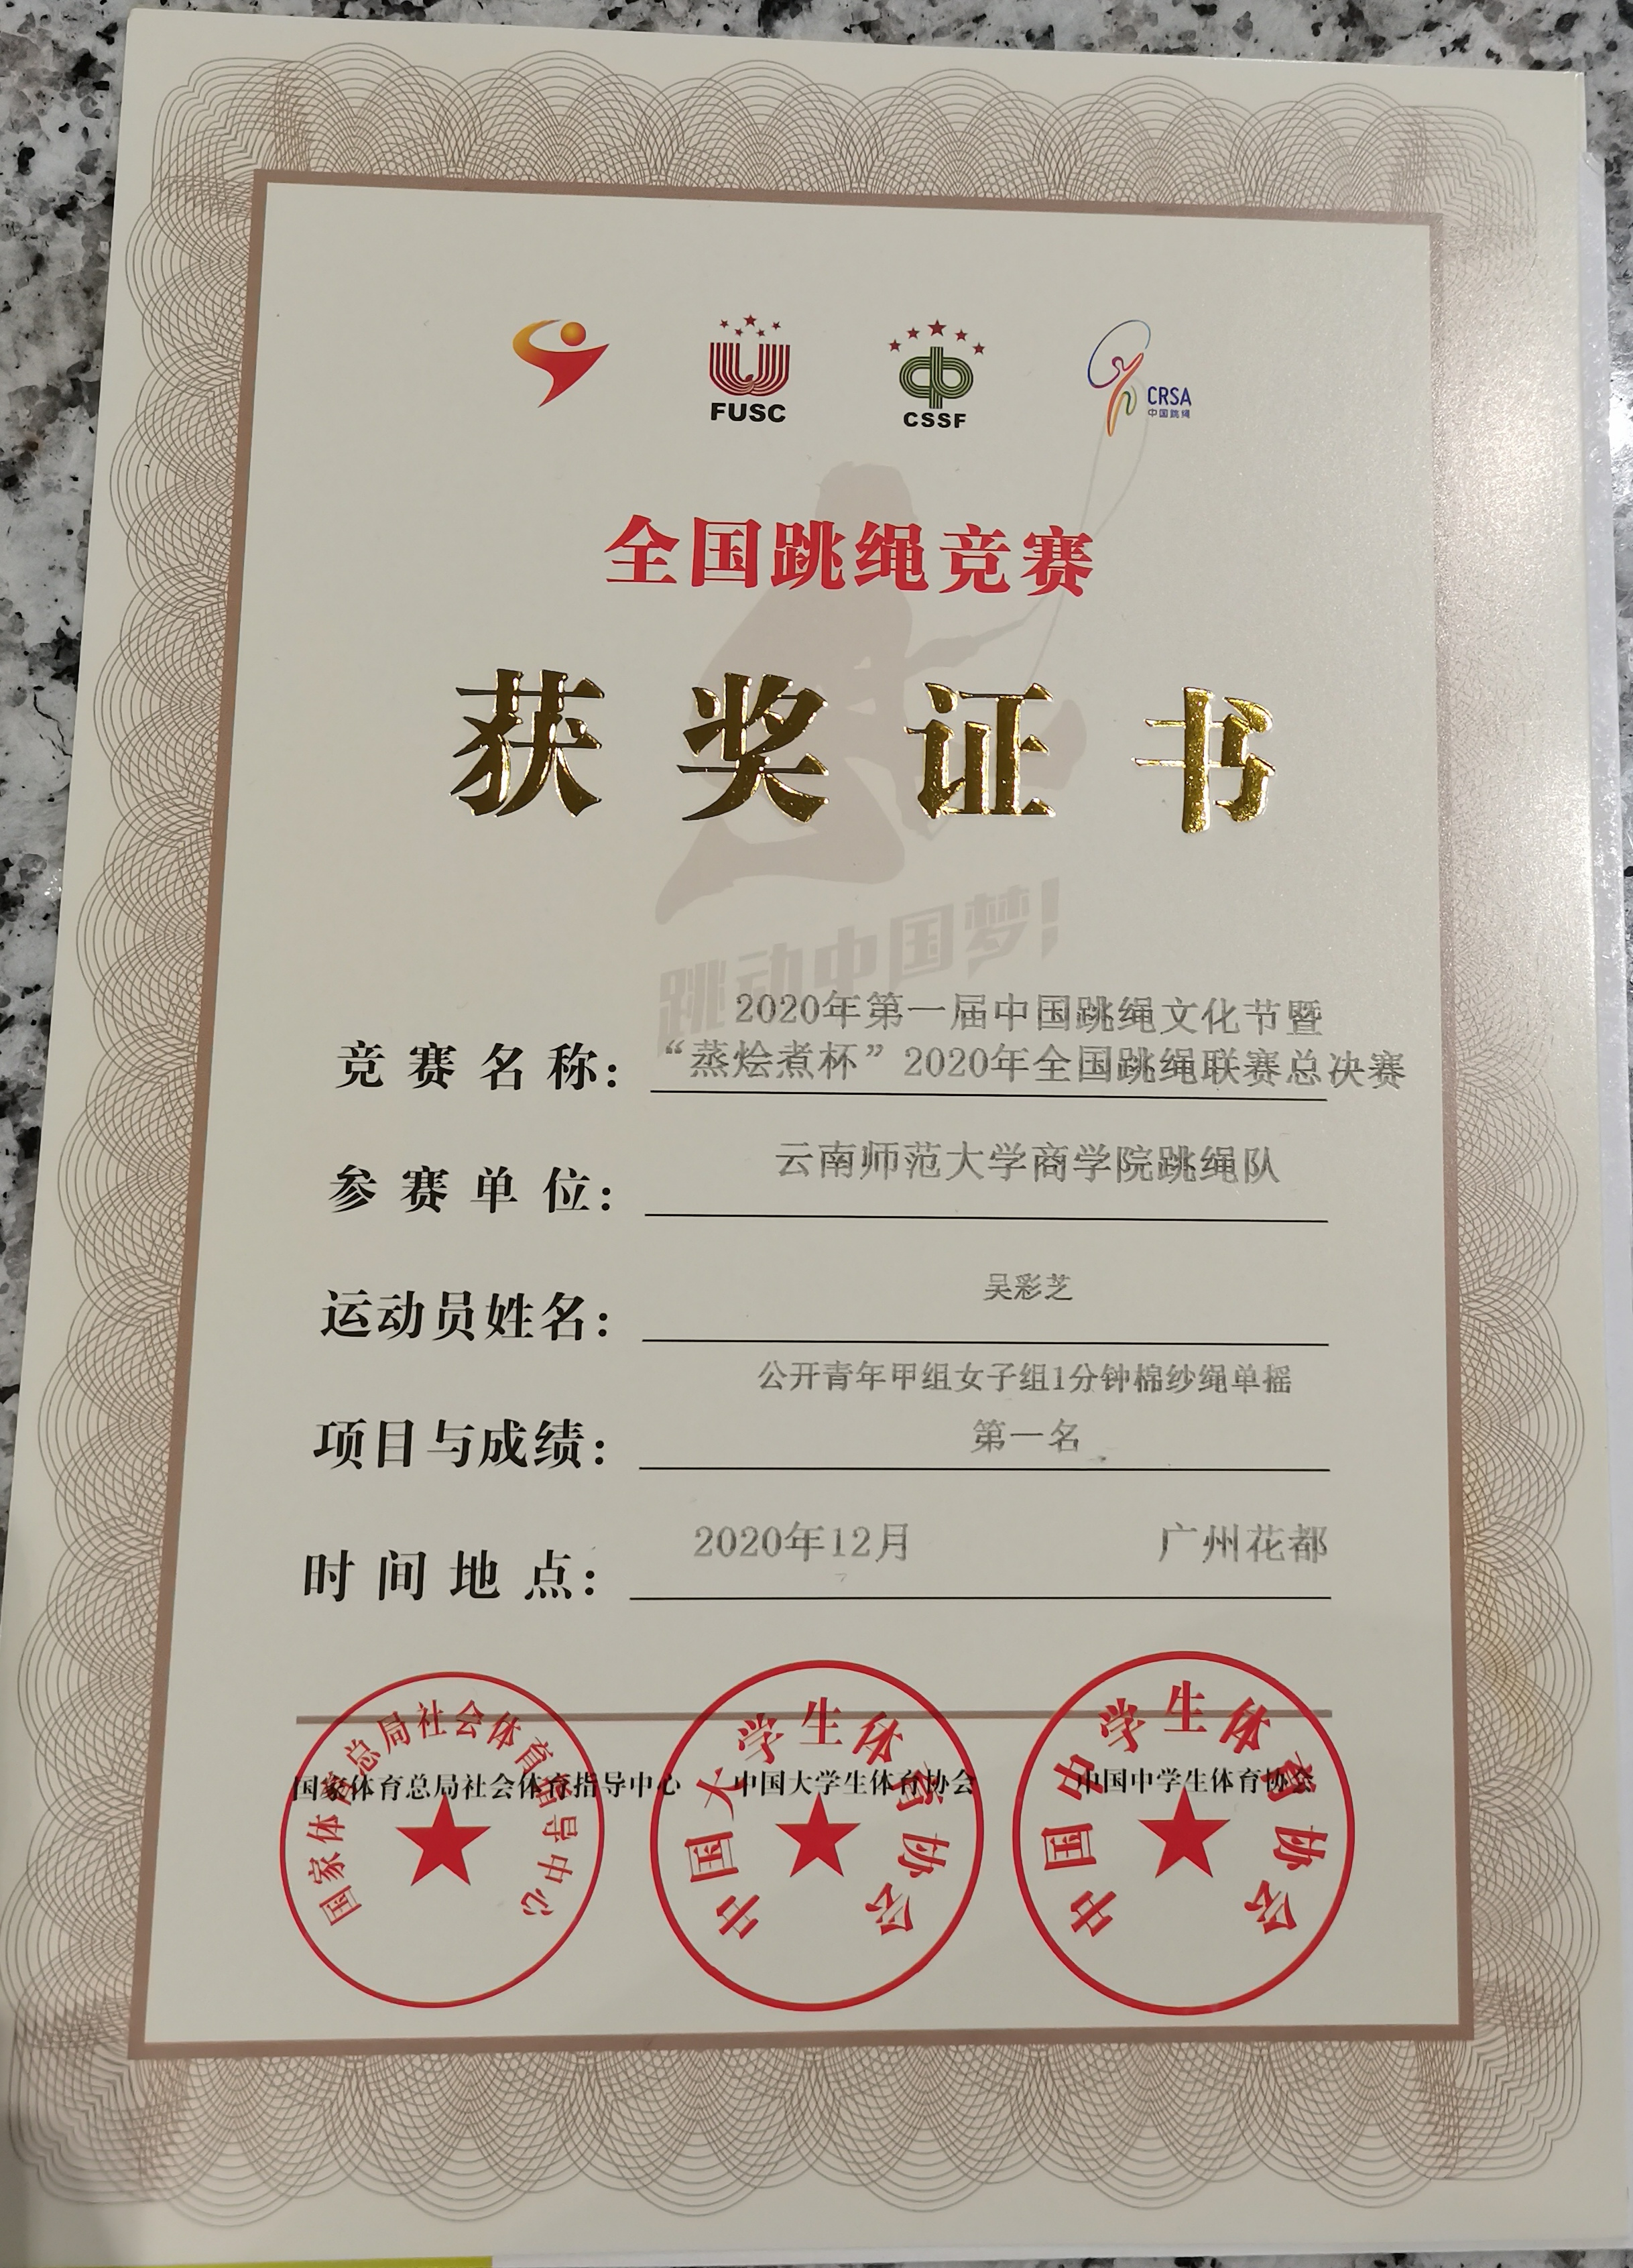 FUSC
CSSF
CRSA
中国跳绳
全国跳绳竞赛
获奖证书
跳动中国梦!
竞赛名称: 2020年第一届中国跳绳文化节暨
“蒸烩煮杯”2020年全国跳绳联赛总决赛
参赛单位: 云南师范大学商学院跳绳队
运动员姓名: 吴彩芝
公开青年甲组女子组1分钟棉纱绳单摇
项目与成绩: 第一名
时间地点: 2020年12月 广州花都
国家体育总局社会体育指导中心 中国大学生体育协会 中国中学生体育协会
国家体育总局社会体育指导中心
中国大学生体育协会
中国中学生体育协会